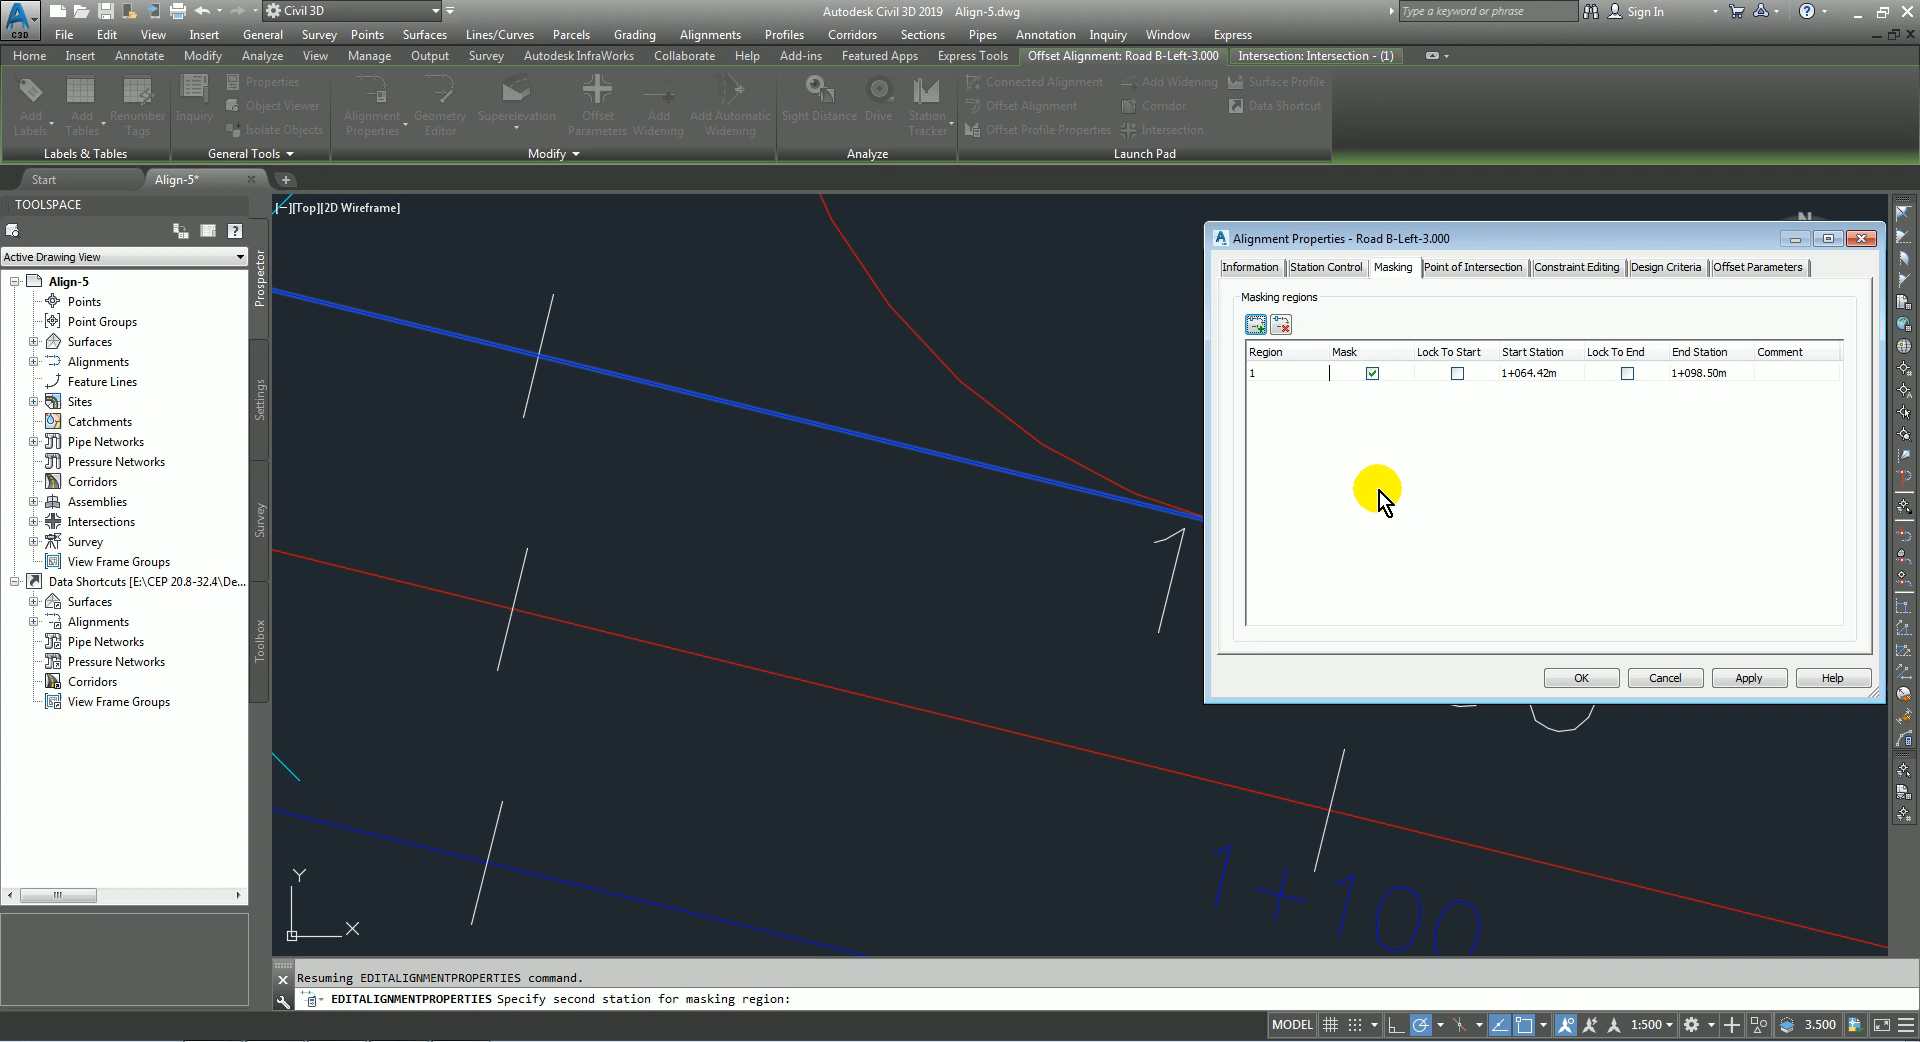 C3D
Civil 3D
Autodesk Civil 3D 2019 Align-5.dwg
Type a keyword or phrase
Sign In
File Edit View Insert General Survey Points Surfaces Lines/Curves Parcels Grading Alignments Profiles Corridors Sections Pipes Annotation Inquiry Window Express
Home Insert Annotate Modify Analyze View Manage Output Survey Autodesk InfraWorks Collaborate Help Add-ins Featured Apps Express Tools Offset Alignment: Road B-Left-3.000 Intersection: Intersection - (1)
Add Labels
Add Tables
Renumber Tags
Labels & Tables
Inquiry
Properties
Object Viewer
Isolate Objects
General Tools
Alignment Properties
Geometry Editor
Superelevation
Offset Parameters
Add Widening
Add Automatic Widening
Modify
Sight Distance
Drive
Station Tracker
Analyze
Connected Alignment
Offset Alignment
Offset Profile Properties
Add Widening
Corridor
Intersection
Surface Profile
Data Shortcut
Launch Pad
Start
Align-5*
TOOLSPACE
Active Drawing View
Align-5
Points
Point Groups
Surfaces
Alignments
Feature Lines
Sites
Catchments
Pipe Networks
Pressure Networks
Corridors
Assemblies
Intersections
Survey
View Frame Groups
Data Shortcuts [E:\CEP 20.8-32.4\De...
Surfaces
Alignments
Pipe Networks
Pressure Networks
Corridors
View Frame Groups
Prospector
Settings
Survey
Toolbox
[-][Top][2D Wireframe]
N
1
1+100
Y
X
Alignment Properties - Road B-Left-3.000
Information Station Control Masking Point of Intersection Constraint Editing Design Criteria Offset Parameters
Masking regions
Region Mask Lock To Start Start Station Lock To End End Station Comment
1 1+064.42m 1+098.50m
OK Cancel Apply Help
Resuming EDITALIGNMENTPROPERTIES command.
EDITALIGNMENTPROPERTIES Specify second station for masking region:
MODEL 1:500 3.500